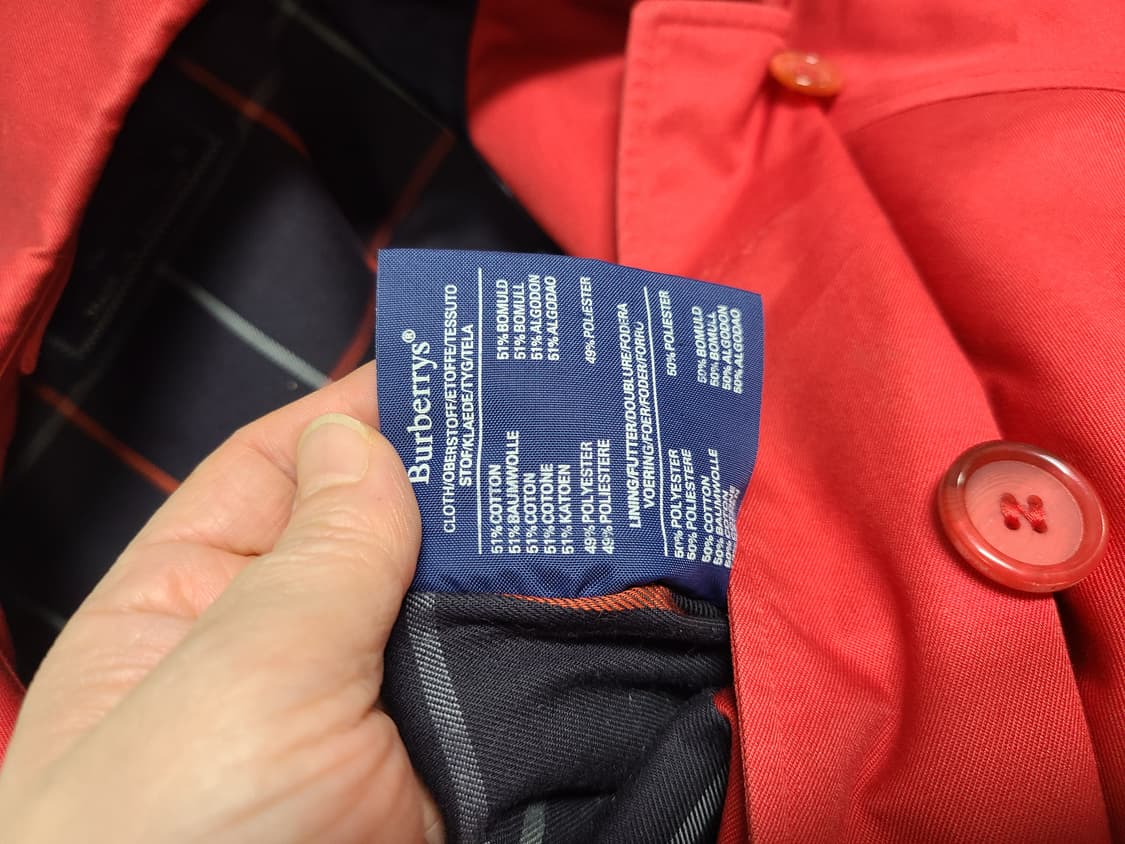 Burberrys®
CLOTH/OBERSTOFF/ETOFFE/TESSUTO
STOF/KLAEDE/TYG/TELA
51% COTTON 51% BOMULD
51% BAUMWOLLE 51% BOMULL
51% COTON 51% ALGODON
51% COTONE 51% ALGODAO
51% KATOEN
49% POLYESTER 49% POLIESTER
49% POLIESTERE
LINING/FUTTER/DOUBLURE/FODERA
VOERING/FOER/FODER/FORRU
50% POLYESTER 50% POLIESTER
50% POLIESTERE
50% COTTON 50% BOMULD
50% BAUMWOLLE 50% BOMULL
50% COTON 50% ALGODON
50% ALGODAO